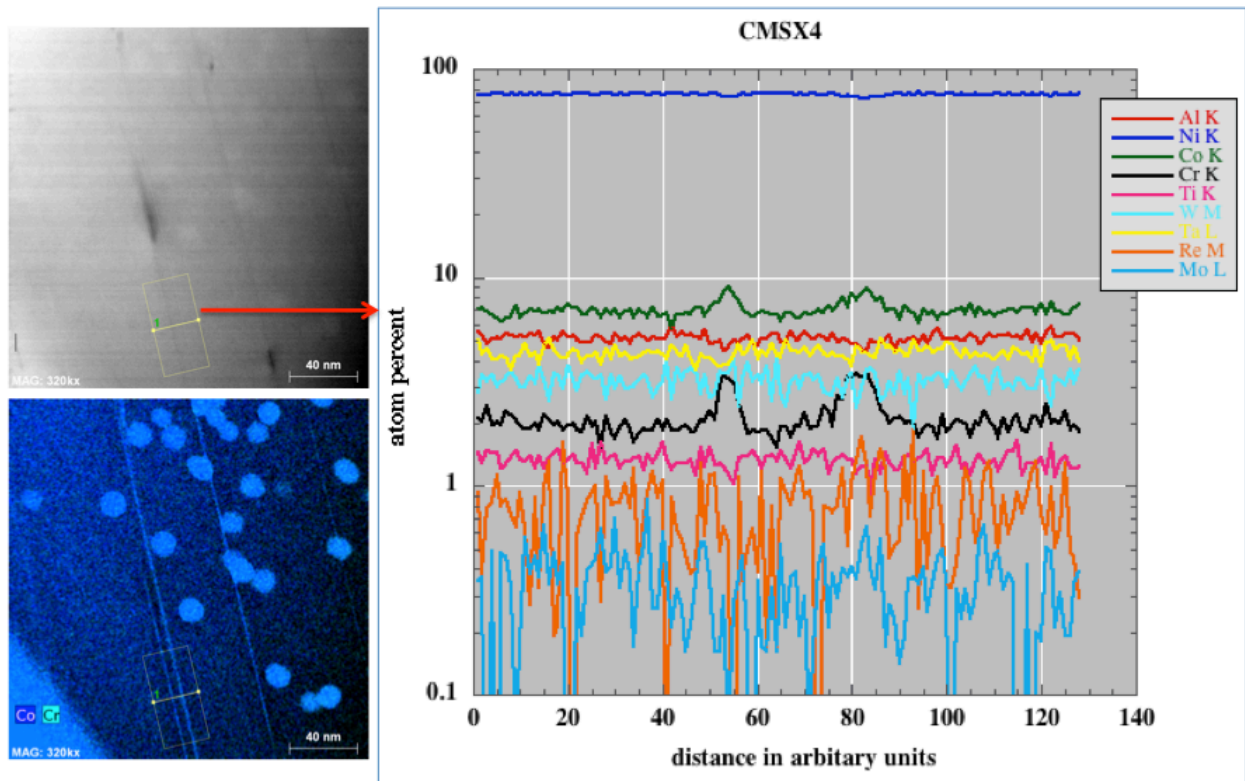 1
40 nm
MAG: 320kx
1
Co Cr
40 nm
MAG: 320kx
CMSX4
100
10
1
0.1
atom percent
0 20 40 60 80 100 120 140
distance in arbitary units
Al K
Ni K
Co K
Cr K
Ti K
W M
Ta L
Re M
Mo L